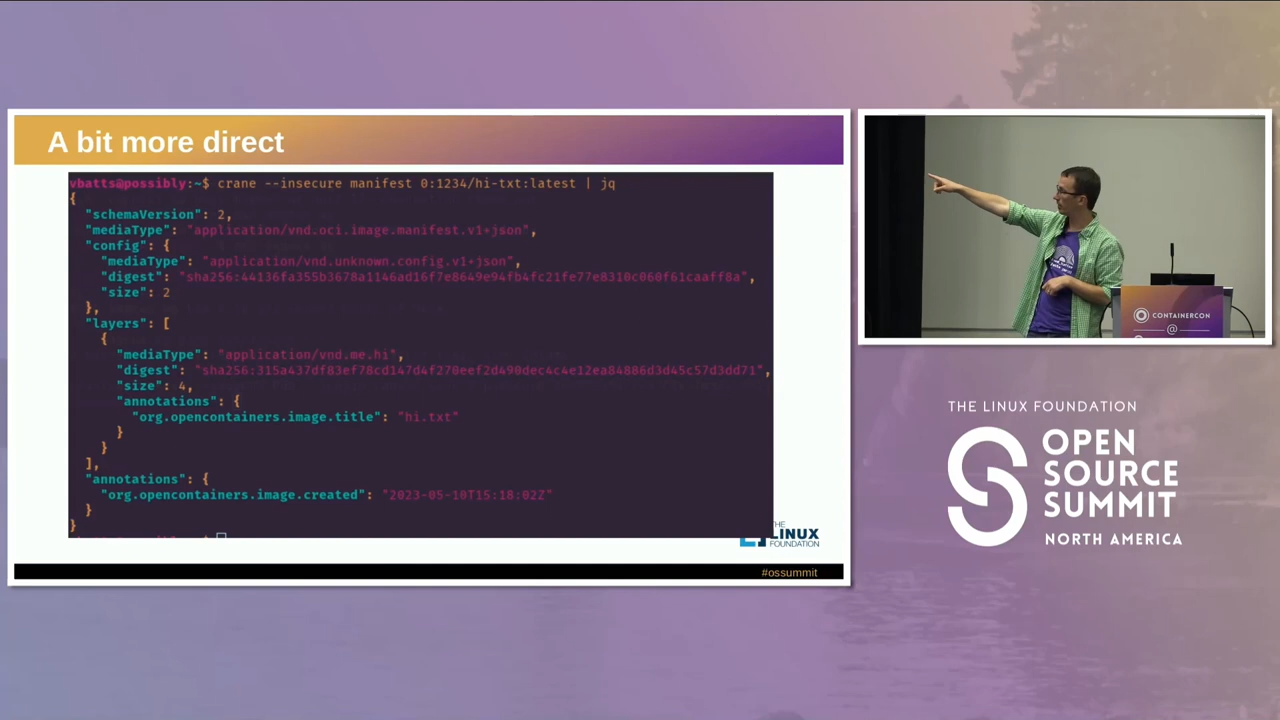 A bit more direct
vbatts@possibly:~$ crane --insecure manifest 0:1234/hi-txt:latest | jq
{
  "schemaVersion": 2,
  "mediaType": "application/vnd.oci.image.manifest.v1+json",
  "config": {
    "mediaType": "application/vnd.unknown.config.v1+json",
    "digest": "sha256:44136fa355b3678a1146ad16f7e8649e94fb4fc21fe77e8310c060f61caaff8a",
    "size": 2
  },
  "layers": [
    {
      "mediaType": "application/vnd.me.hi",
      "digest": "sha256:315a437df83ef78cd147d4f270eef2d490dec4c4e12ea84886d3d45c57d3dd71",
      "size": 4,
      "annotations": {
        "org.opencontainers.image.title": "hi.txt"
      }
    }
  ],
  "annotations": {
    "org.opencontainers.image.created": "2023-05-10T15:18:02Z"
  }
}
THE
LINUX
FOUNDATION
#ossummit
CONTAINERCON
@
THE LINUX FOUNDATION
OPEN
SOURCE
SUMMIT
NORTH AMERICA